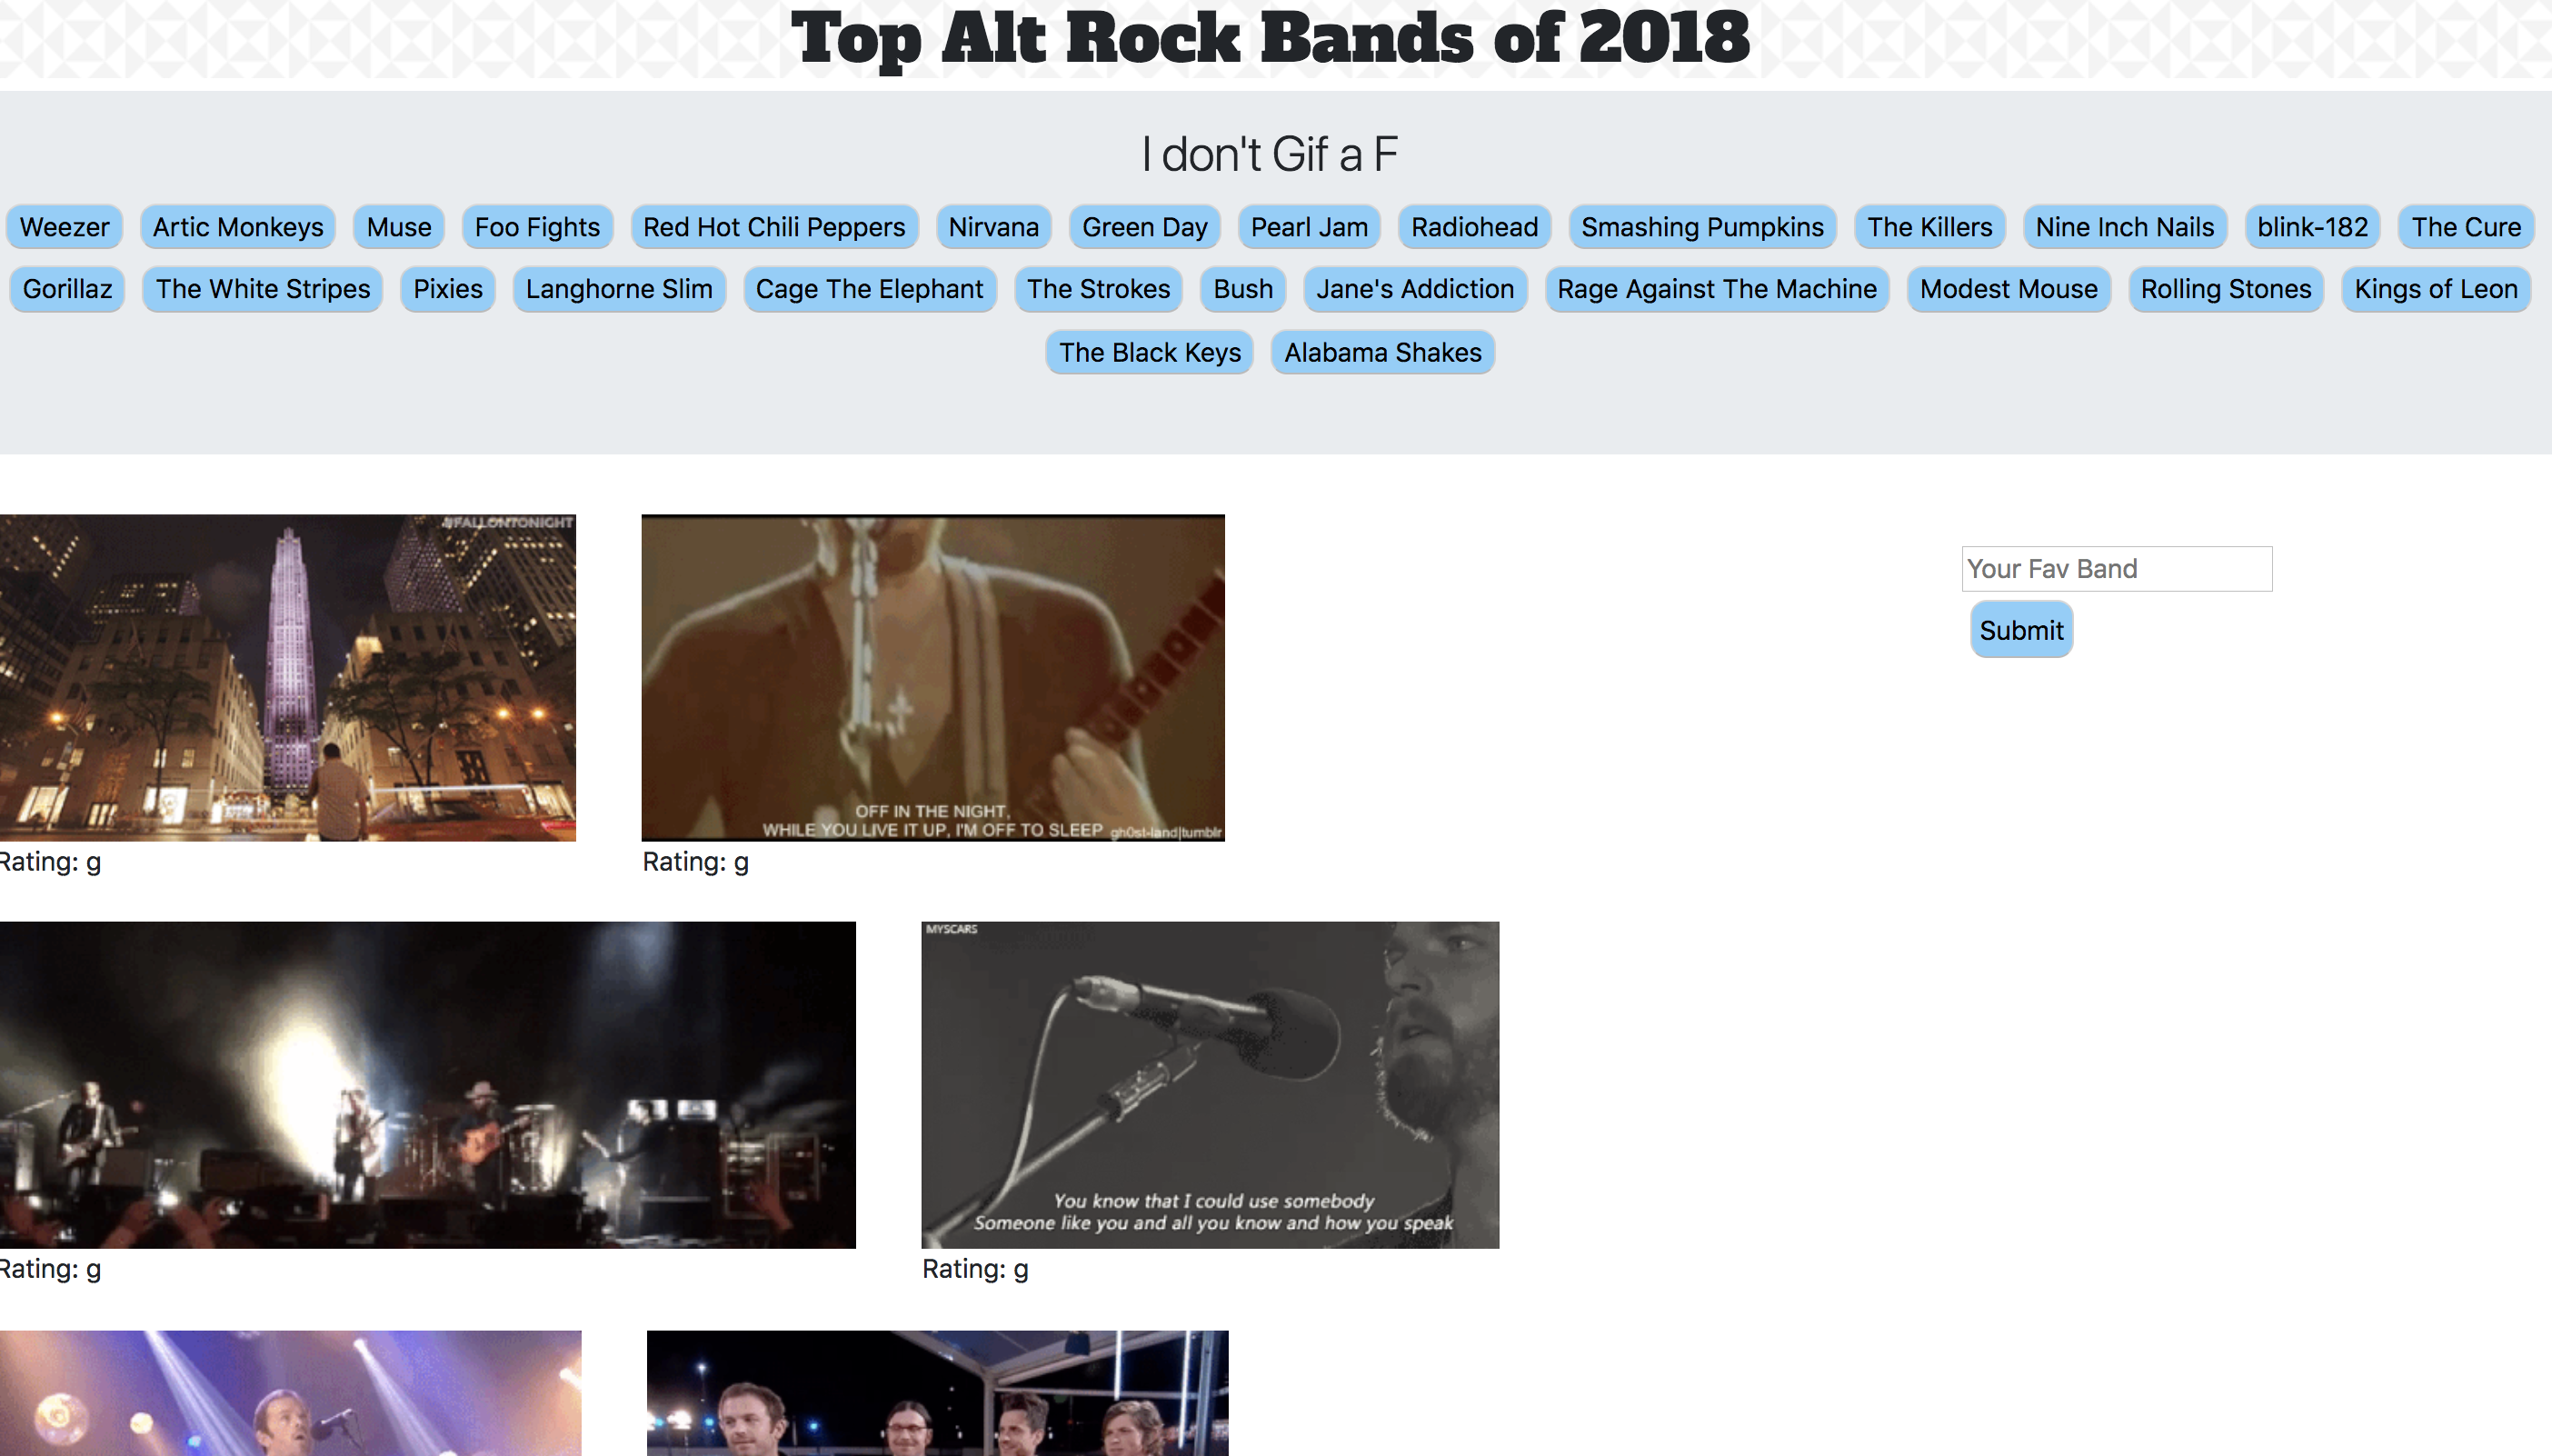 Top Alt Rock Bands of 2018
I don't Gif a F
Weezer Artic Monkeys Muse Foo Fights Red Hot Chili Peppers Nirvana Green Day Pearl Jam Radiohead Smashing Pumpkins The Killers Nine Inch Nails blink-182 The Cure
Gorillaz The White Stripes Pixies Langhorne Slim Cage The Elephant The Strokes Bush Jane's Addiction Rage Against The Machine Modest Mouse Rolling Stones Kings of Leon
The Black Keys Alabama Shakes
#FALLONTONIGHT
OFF IN THE NIGHT,
WHILE YOU LIVE IT UP, I'M OFF TO SLEEP
gh0st-land|tumblr
Your Fav Band
Submit
Rating: g
Rating: g
MYSCARS
You know that I could use somebody
Someone like you and all you know and how you speak
Rating: g
Rating: g